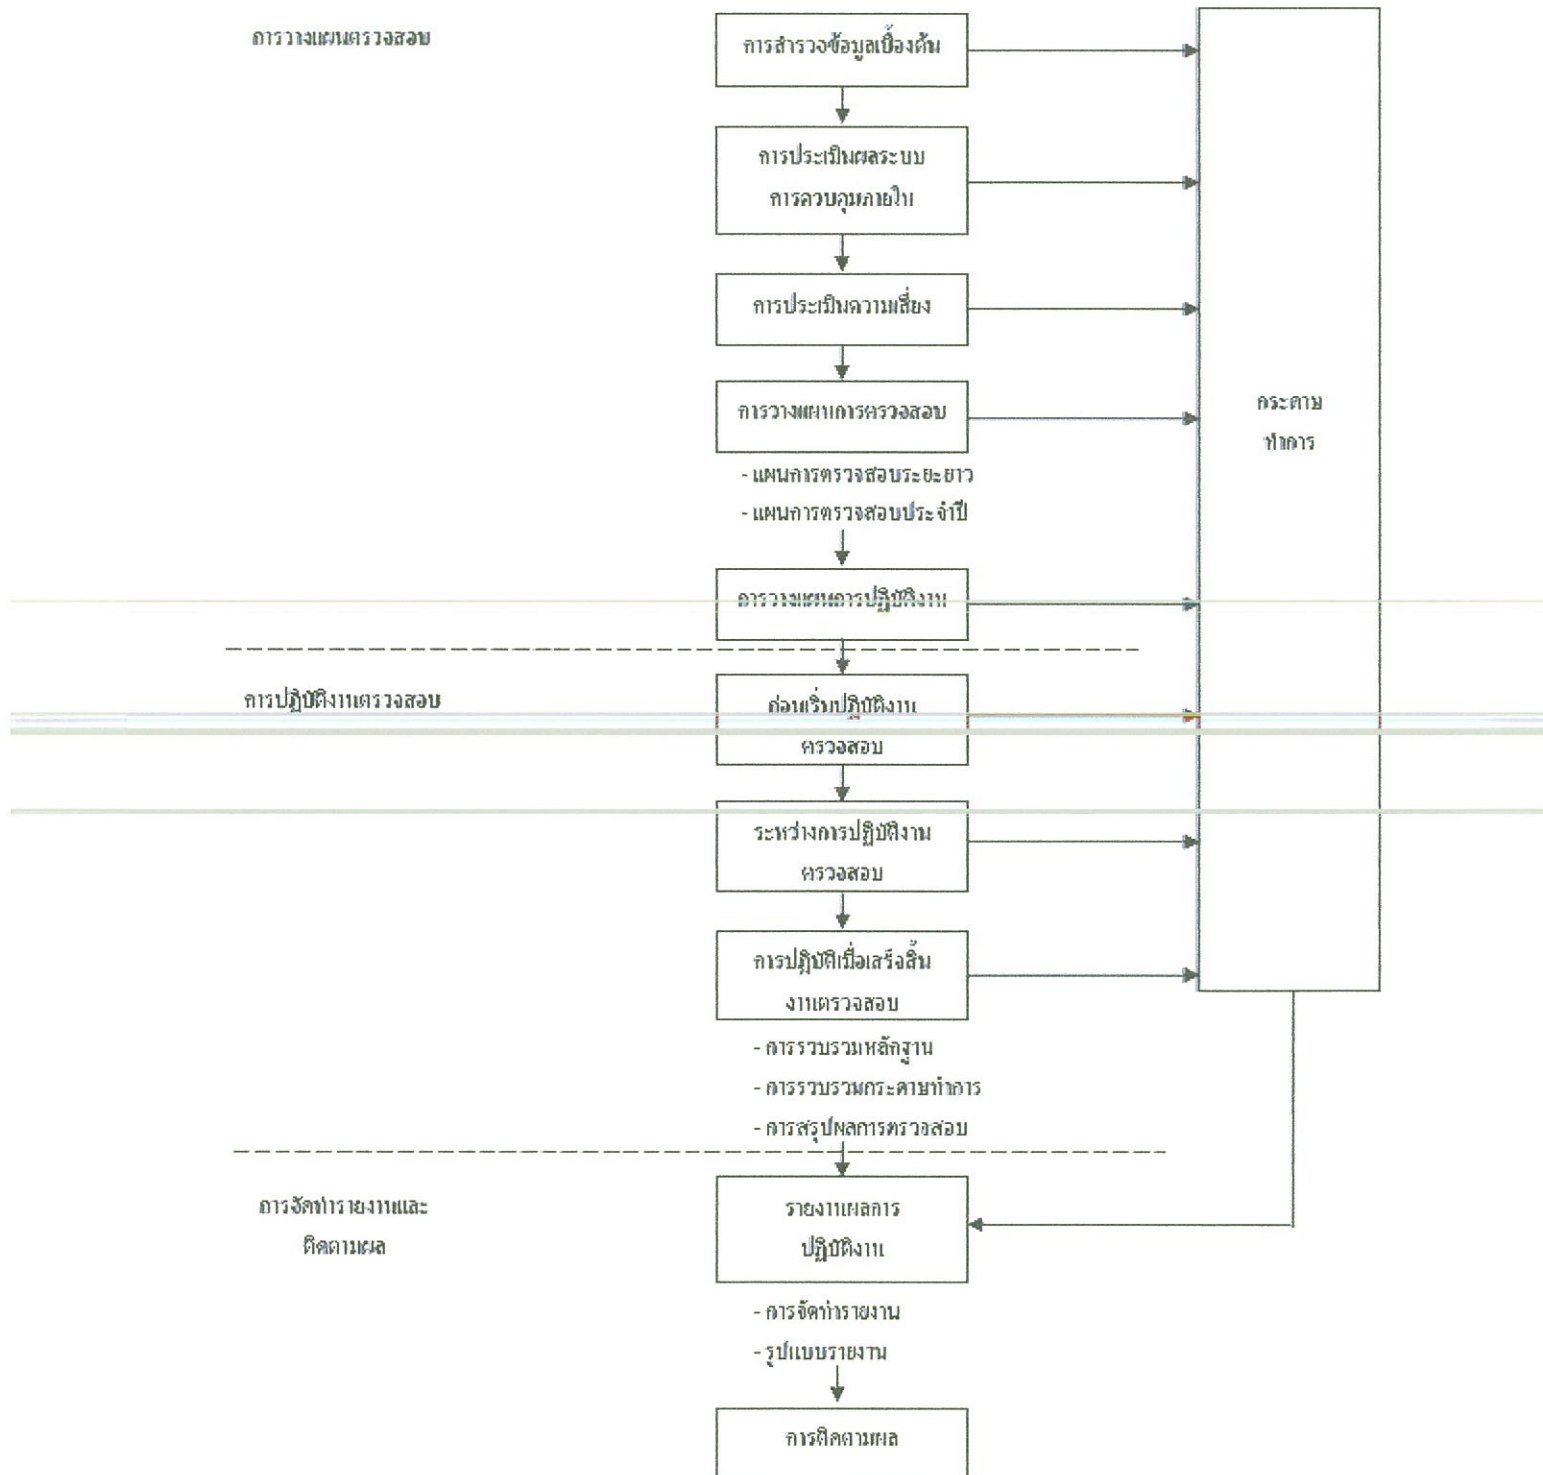 การวางแผนตรวจสอบ
การสำรวจข้อมูลเบื้องต้น
การประเมินผลระบบ
การควบคุมภายใน
การประเมินความเสี่ยง
การวางแผนการตรวจสอบ
- แผนการตรวจสอบระยะยาว
- แผนการตรวจสอบประจำปี
การวางแผนการปฏิบัติงาน
กระดาษ
ทำการ
การปฏิบัติงานตรวจสอบ
ก่อนเริ่มปฏิบัติงาน
ตรวจสอบ
ระหว่างการปฏิบัติงาน
ตรวจสอบ
การปฏิบัติเมื่อเสร็จสิ้น
งานตรวจสอบ
- การรวบรวมหลักฐาน
- การรวบรวมกระดาษทำการ
- การสรุปผลการตรวจสอบ
การจัดทำรายงานและ
ติดตามผล
รายงานผลการ
ปฏิบัติงาน
- การจัดทำรายงาน
- รูปแบบรายงาน
การติดตามผล